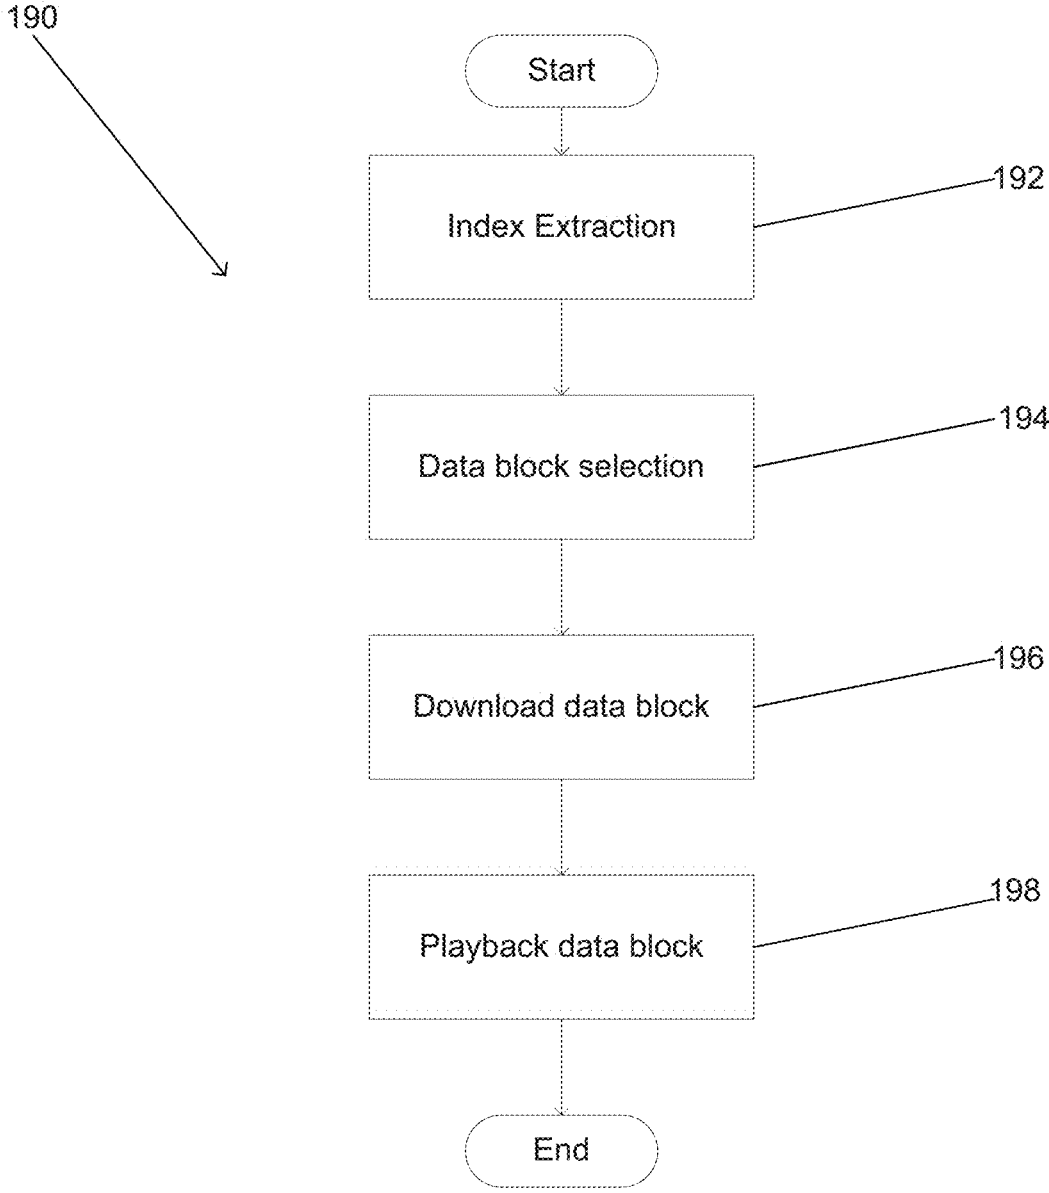 190
Start
Index Extraction
192
Data block selection
194
Download data block
196
Playback data block
198
End